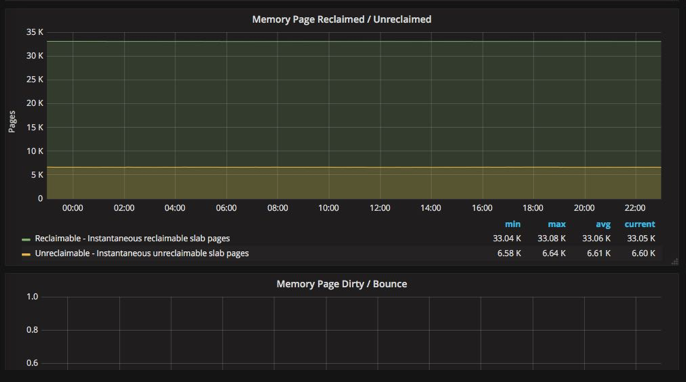 Memory Page Reclaimed / Unreclaimed
35 K
30 K
25 K
20 K
15 K
10 K
5 K
0
Pages
00:00 02:00 04:00 06:00 08:00 10:00 12:00 14:00 16:00 18:00 20:00 22:00
min max avg current
Reclaimable - Instantaneous reclaimable slab pages 33.04 K 33.08 K 33.06 K 33.05 K
Unreclaimable - Instantaneous unreclaimable slab pages 6.58 K 6.64 K 6.61 K 6.60 K
Memory Page Dirty / Bounce
1.0
0.8
0.6